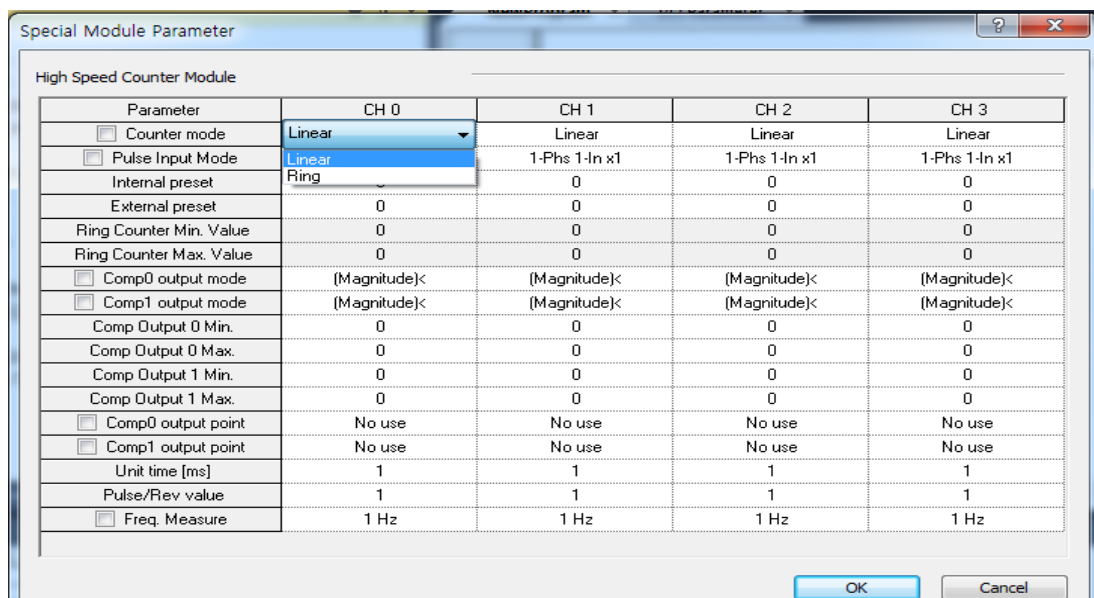 Special Module Parameter
High Speed Counter Module
Parameter CH 0 CH 1 CH 2 CH 3
Counter mode Linear Linear Linear Linear
Pulse Input Mode Linear 1-Phs 1-In x1 1-Phs 1-In x1 1-Phs 1-In x1
Ring
Internal preset 0 0 0
External preset 0 0 0 0
Ring Counter Min. Value 0 0 0 0
Ring Counter Max. Value 0 0 0 0
Comp0 output mode (Magnitude)< (Magnitude)< (Magnitude)< (Magnitude)<
Comp1 output mode (Magnitude)< (Magnitude)< (Magnitude)< (Magnitude)<
Comp Output 0 Min. 0 0 0 0
Comp Output 0 Max. 0 0 0 0
Comp Output 1 Min. 0 0 0 0
Comp Output 1 Max. 0 0 0 0
Comp0 output point No use No use No use No use
Comp1 output point No use No use No use No use
Unit time [ms] 1 1 1 1
Pulse/Rev value 1 1 1 1
Freq. Measure 1 Hz 1 Hz 1 Hz 1 Hz
OK Cancel